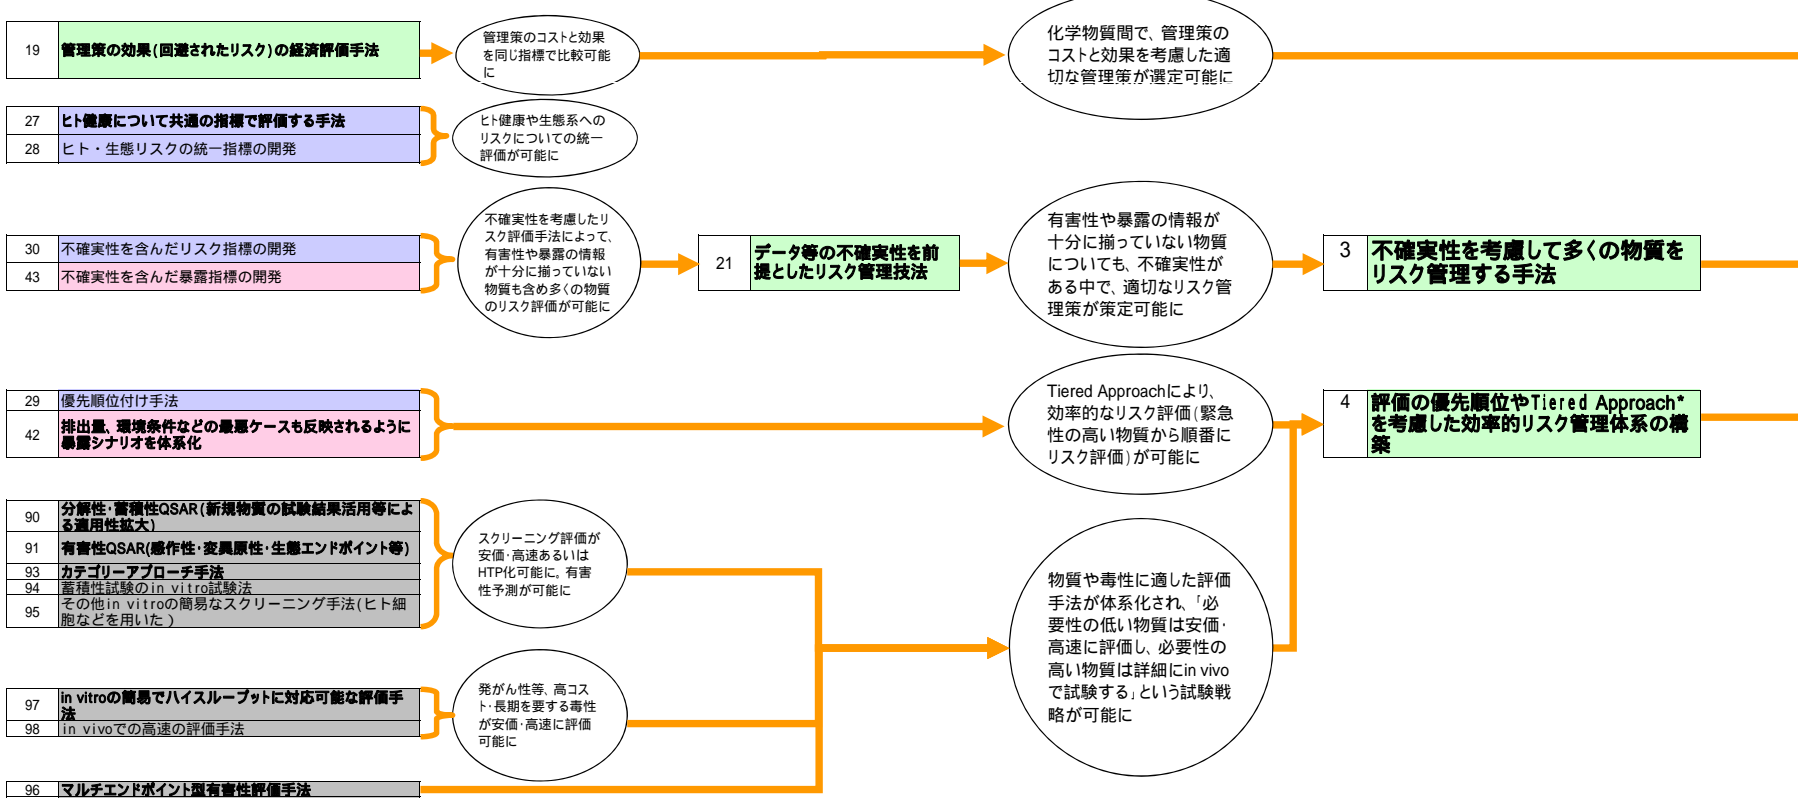 19 管理策の効果(回避されたリスク)の経済評価手法
管理策のコストと効果
を同じ指標で比較可能
に
化学物質間で、管理策の
コストと効果を考慮した適
切な管理策が選定可能に
27 ヒト健康について共通の指標で評価する手法
28 ヒト・生態リスクの統一指標の開発
ヒト健康や生態系への
リスクについての統一
評価が可能に
30 不確実性を含んだリスク指標の開発
43 不確実性を含んだ暴露指標の開発
不確実性を考慮したリ
スク評価手法によって、
有害性や暴露の情報
が十分に揃っていない
物質も含め多くの物質
のリスク評価が可能に
21 データ等の不確実性を前
提としたリスク管理技法
有害性や暴露の情報が
十分に揃っていない物質
についても、不確実性が
ある中で、適切なリスク管
理策が策定可能に
3 不確実性を考慮して多くの物質を
リスク管理する手法
29 優先順位付け手法
42 排出量、環境条件などの最悪ケースも反映されるように
暴露シナリオを体系化
Tiered Approachにより、
効率的なリスク評価(緊急
性の高い物質から順番に
リスク評価)が可能に
4 評価の優先順位やTiered Approach*
を考慮した効率的リスク管理体系の構
築
90 分解性・蓄積性QSAR(新規物質の試験結果活用等によ
る適用性拡大)
91 有害性QSAR(感作性・変異原性・生態エンドポイント等)
93 カテゴリーアプローチ手法
94 蓄積性試験のin vitro試験法
95 その他in vitroの簡易なスクリーニング手法(ヒト細
胞などを用いた)
スクリーニング評価が
安価・高速あるいは
HTP化可能に。有害
性予測が可能に
物質や毒性に適した評価
手法が体系化され、「必
要性の低い物質は安価・
高速に評価し、必要性の
高い物質は詳細にin vivo
で試験する」という試験戦
略が可能に
97 in vitroの簡易でハイスループットに対応可能な評価手
法
98 in vivoでの高速の評価手法
発がん性等、高コス
ト・長期を要する毒性
が安価・高速に評価
可能に
96 マルチエンドポイント型有害性評価手法